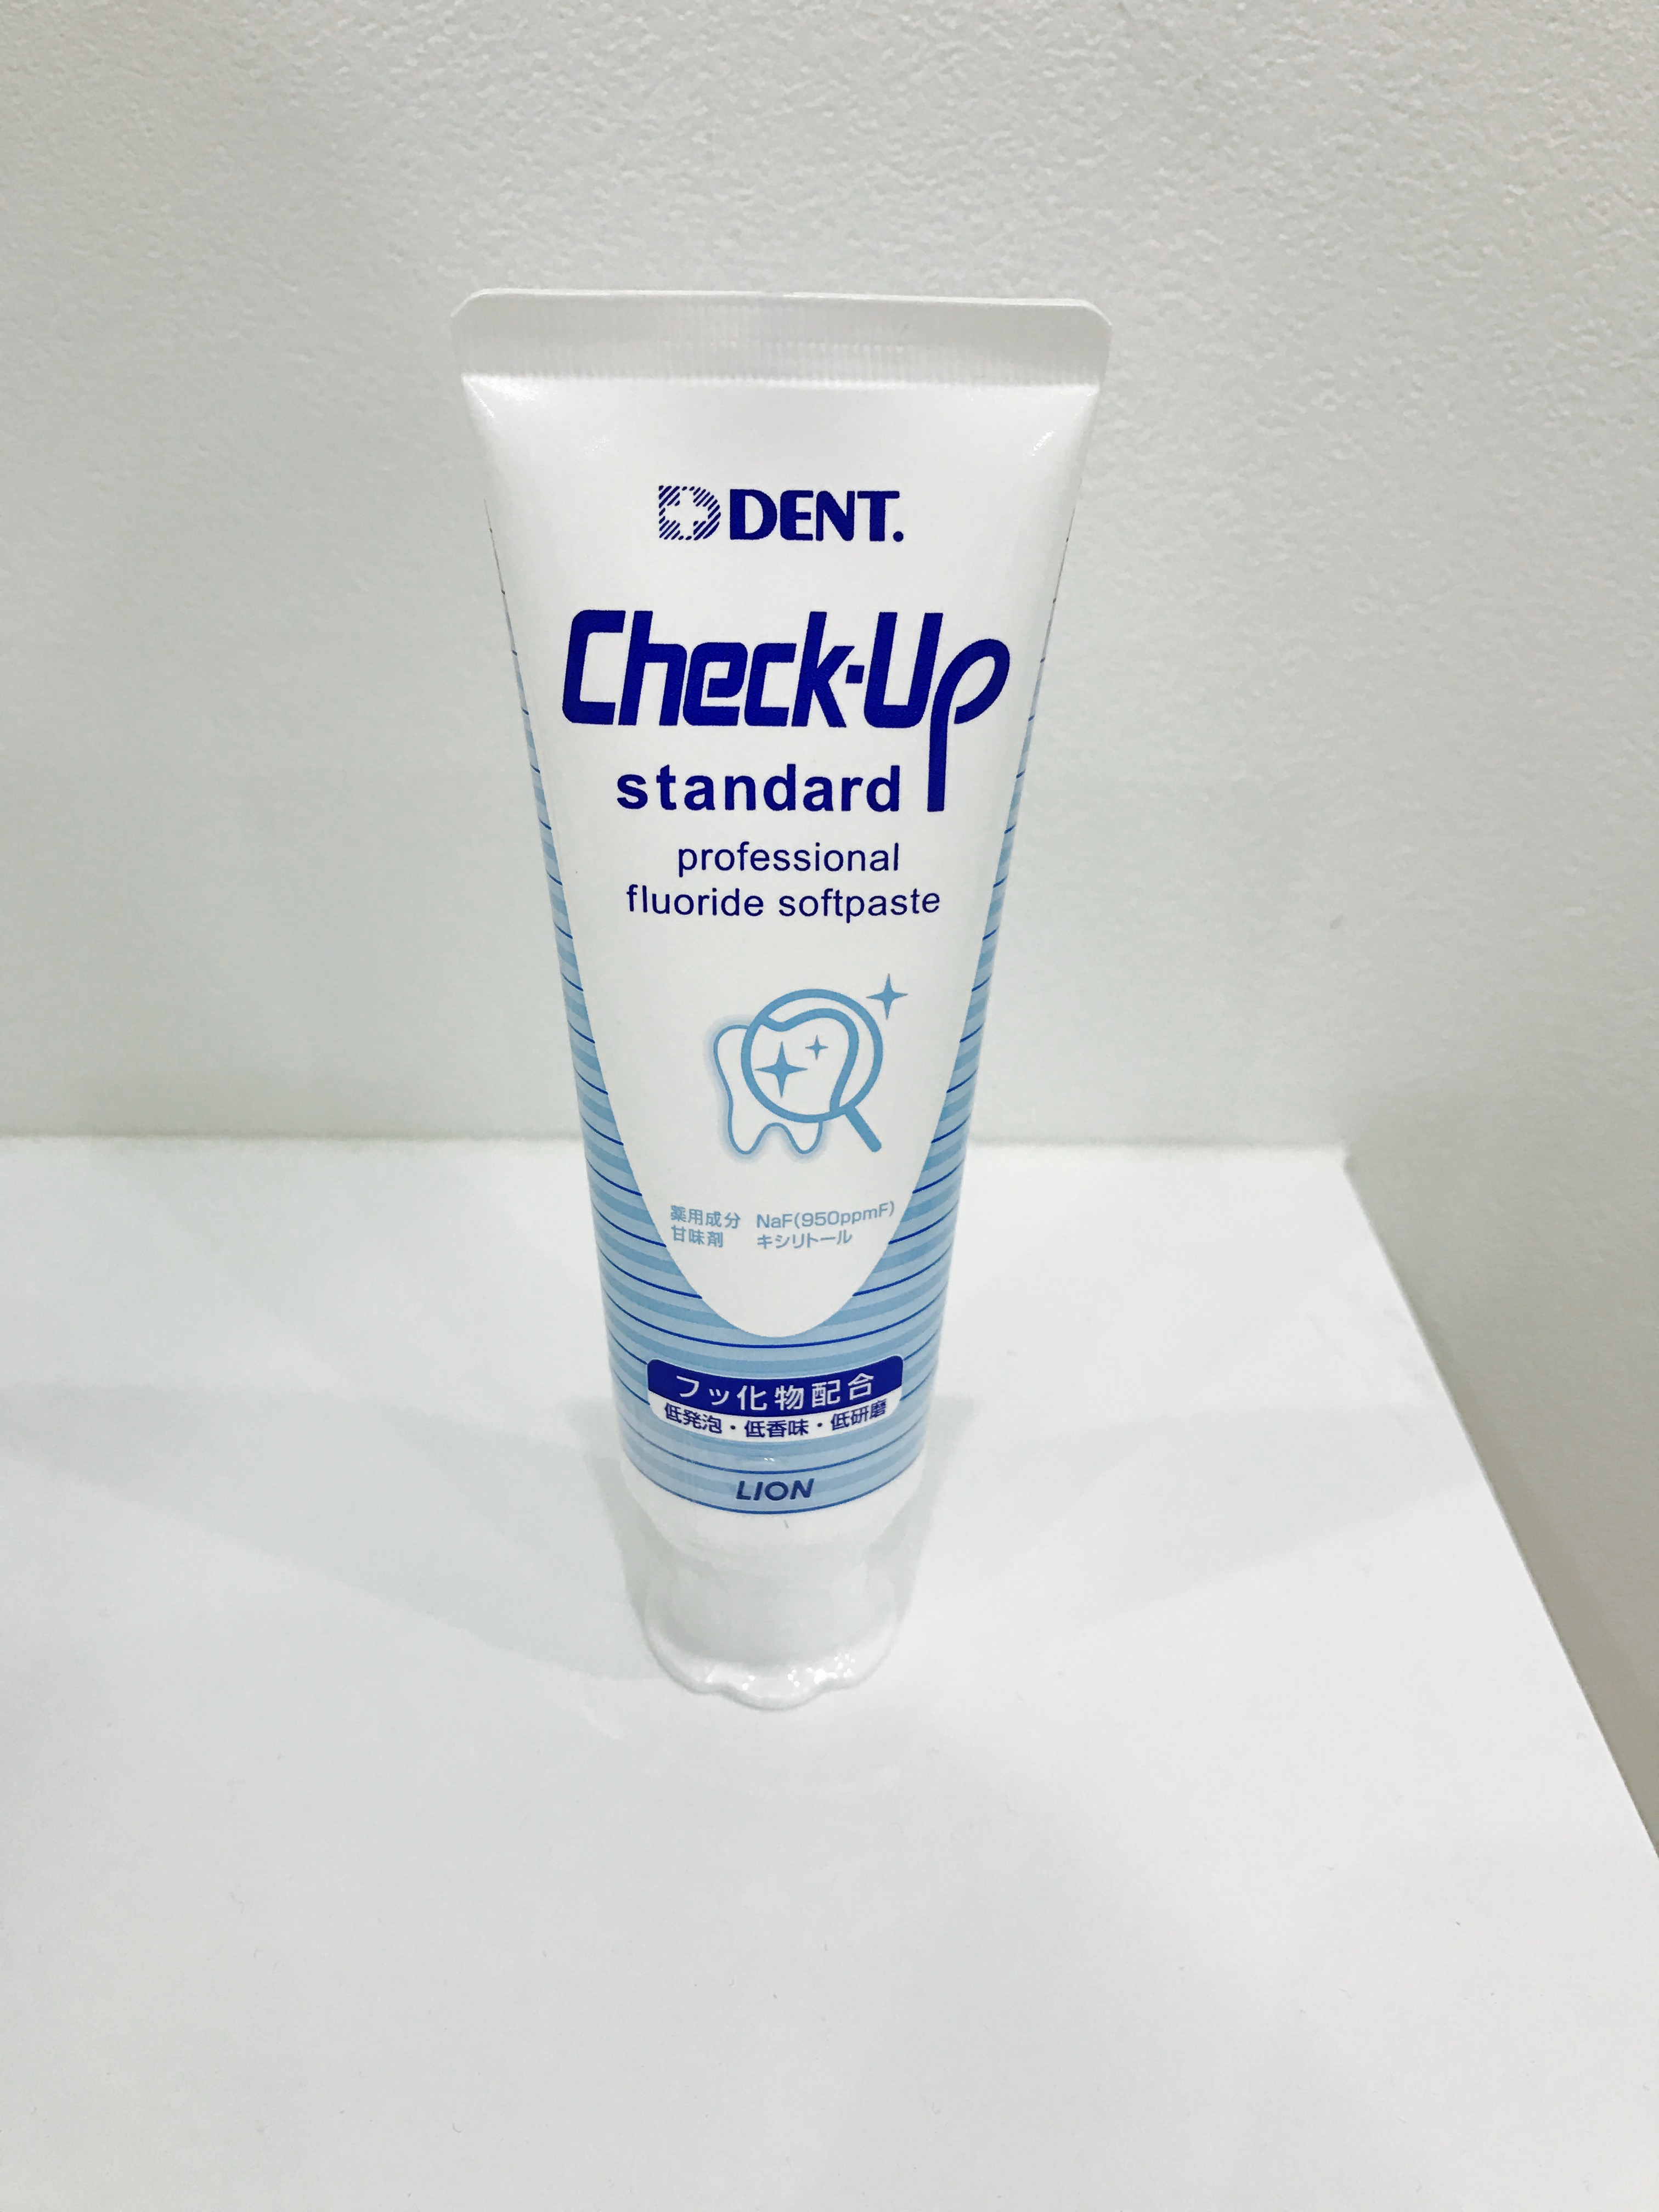 DENT.
Check-Up
standard
professional
fluoride softpaste
薬用成分 NaF(950ppmF)
甘味剤 キシリトール
フッ化物配合
低発泡・低香味・低研磨
LION